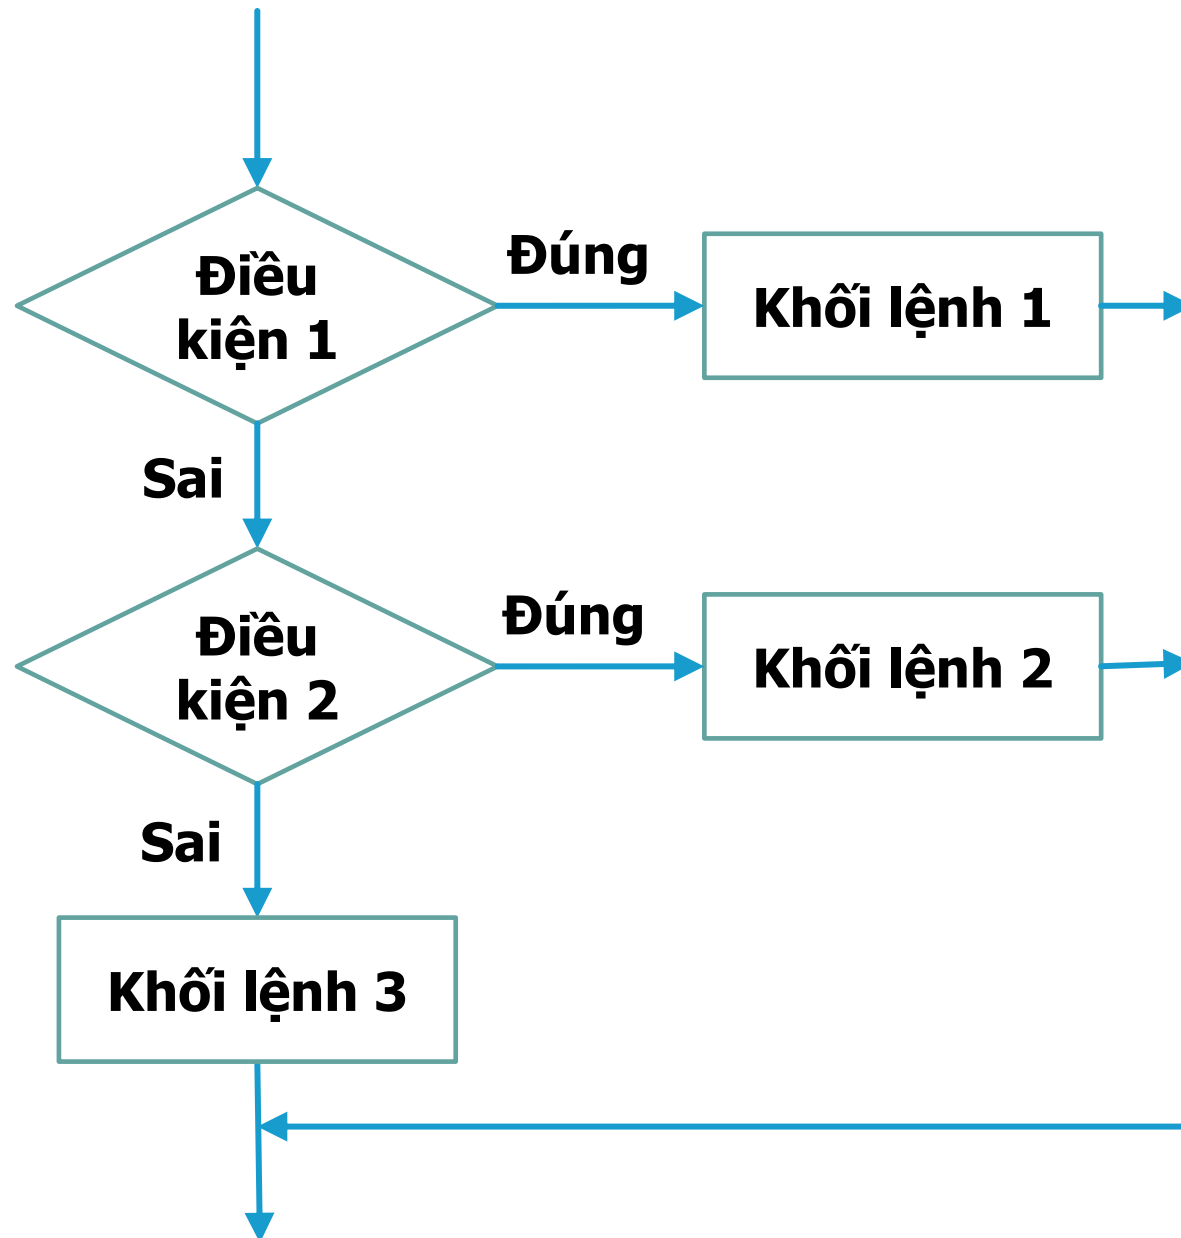 Điều
kiện 1
Đúng
Khối lệnh 1
Sai
Điều
kiện 2
Đúng
Khối lệnh 2
Sai
Khối lệnh 3